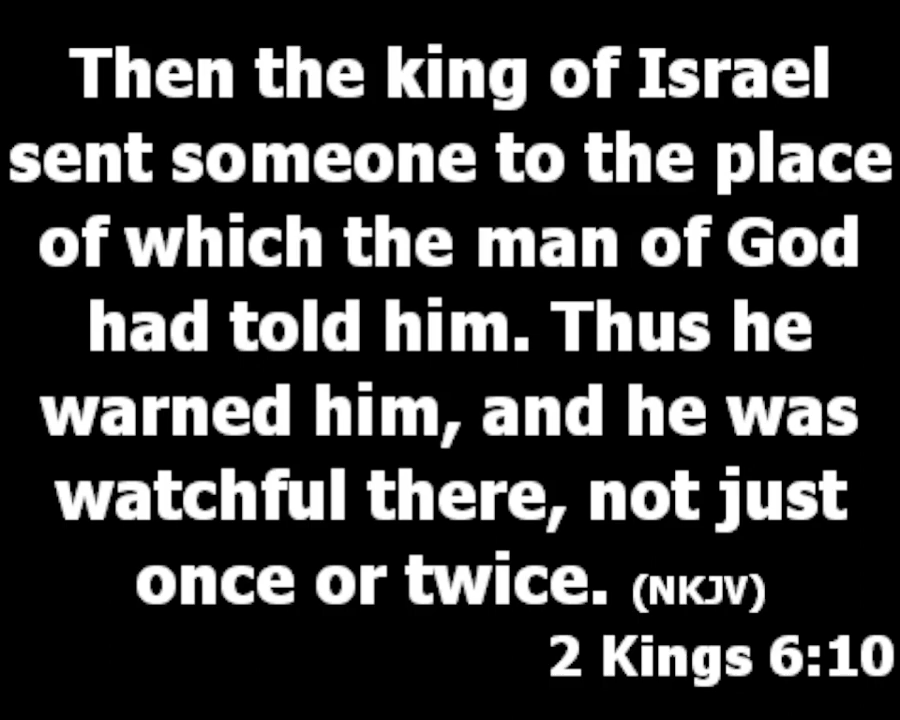 Then the king of Israel
sent someone to the place
of which the man of God
had told him. Thus he
warned him, and he was
watchful there, not just
once or twice. (NKJV)
2 Kings 6:10